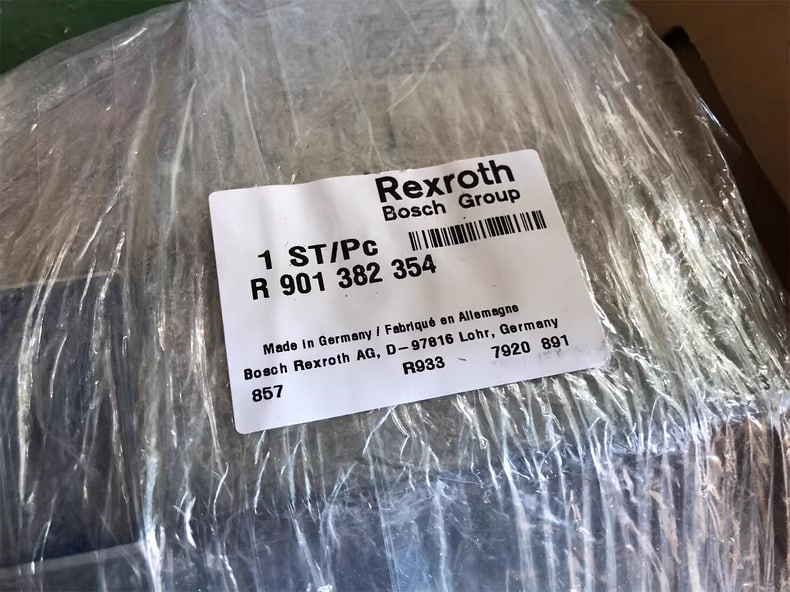 Rexroth
Bosch Group
1 ST/Pc
R 901 382 354
Made in Germany / Fabriqué en Allemagne
Bosch Rexroth AG, D-97816 Lohr, Germany
857 R933 7920 891